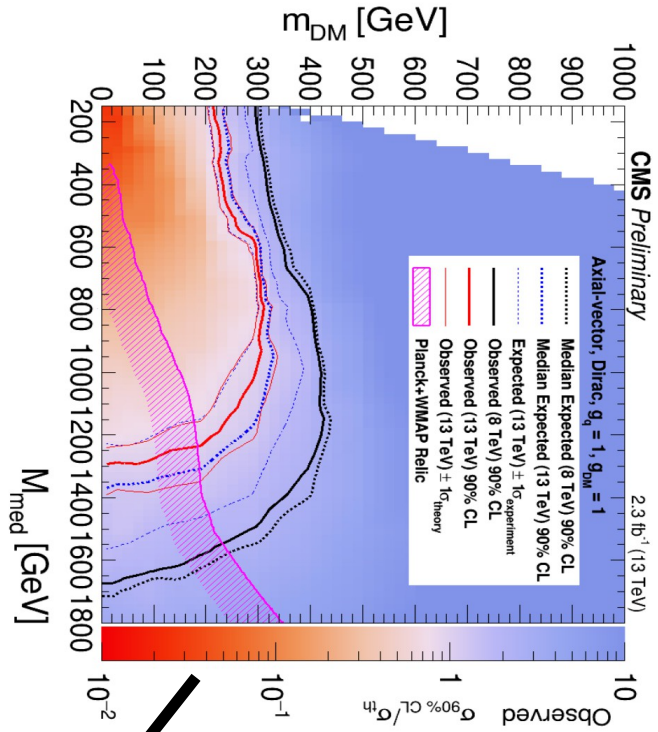 CMS Preliminary
2.3 fb⁻¹ (13 TeV)
Axial-vector, Dirac, g_q = 1, g_DM = 1
Median Expected (8 TeV) 90% CL
Median Expected (13 TeV) 90% CL
Expected (13 TeV) ± 1σ_experiment
Observed (8 TeV) 90% CL
Observed (13 TeV) 90% CL
Observed (13 TeV) ± 1σ_theory
Planck+WMAP Relic
m_DM [GeV]
0 100 200 300 400 500 600 700 800 900 1000
200 400 600 800 1000 1200 1400 1600 1800
M_med [GeV]
10⁻² 10⁻¹ 1 10
Observed σ_90% CL/σ_th